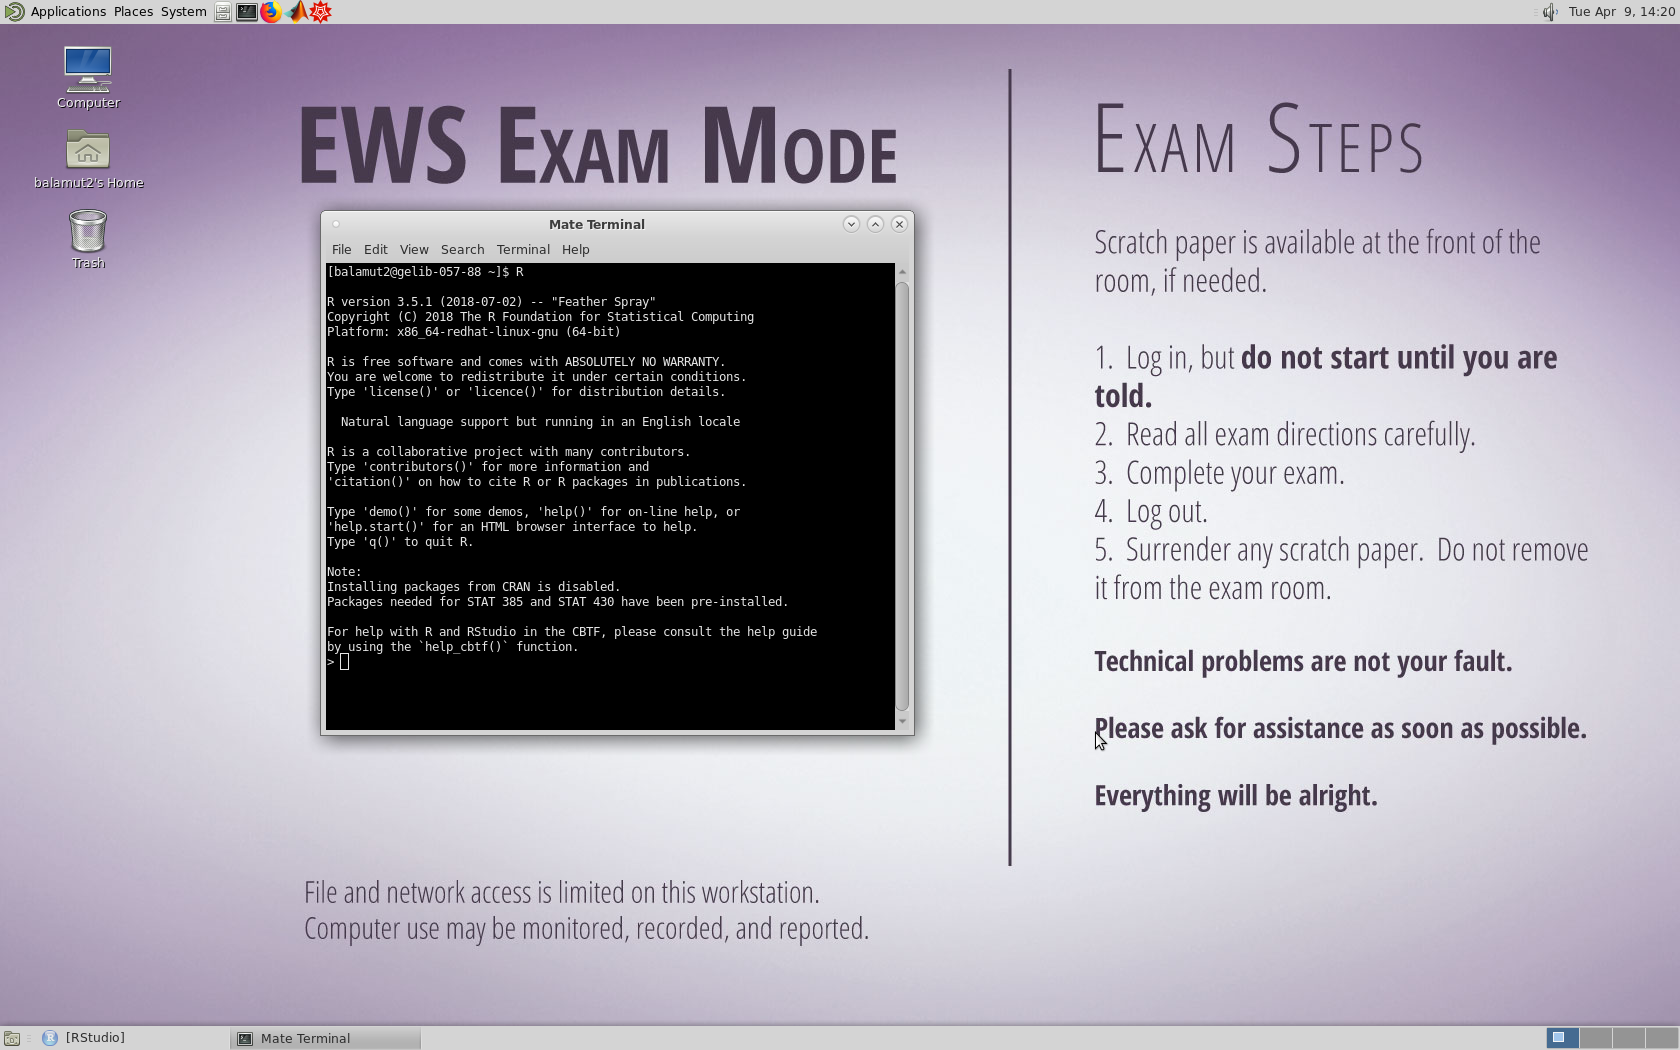 Applications Places System
Tue Apr 9, 14:20
Computer
balamut2's Home
Trash
EWS Exam Mode
Mate Terminal
File Edit View Search Terminal Help
[balamut2@gelib-057-88 ~]$ R
R version 3.5.1 (2018-07-02) -- "Feather Spray"
Copyright (C) 2018 The R Foundation for Statistical Computing
Platform: x86_64-redhat-linux-gnu (64-bit)
R is free software and comes with ABSOLUTELY NO WARRANTY.
You are welcome to redistribute it under certain conditions.
Type 'license()' or 'licence()' for distribution details.
Natural language support but running in an English locale
R is a collaborative project with many contributors.
Type 'contributors()' for more information and
'citation()' on how to cite R or R packages in publications.
Type 'demo()' for some demos, 'help()' for on-line help, or
'help.start()' for an HTML browser interface to help.
Type 'q()' to quit R.
Note:
Installing packages from CRAN is disabled.
Packages needed for STAT 385 and STAT 430 have been pre-installed.
For help with R and RStudio in the CBTF, please consult the help guide
by using the `help_cbtf()` function.
>
File and network access is limited on this workstation.
Computer use may be monitored, recorded, and reported.
Exam Steps
Scratch paper is available at the front of the
room, if needed.
1. Log in, but do not start until you are
told.
2. Read all exam directions carefully.
3. Complete your exam.
4. Log out.
5. Surrender any scratch paper. Do not remove
it from the exam room.
Technical problems are not your fault.
Please ask for assistance as soon as possible.
Everything will be alright.
[RStudio]
Mate Terminal